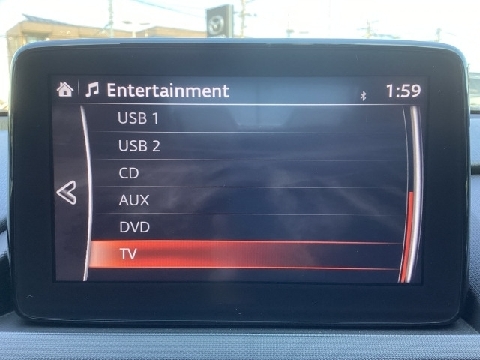 Entertainment 1:59
USB 1
USB 2
CD
AUX
DVD
TV